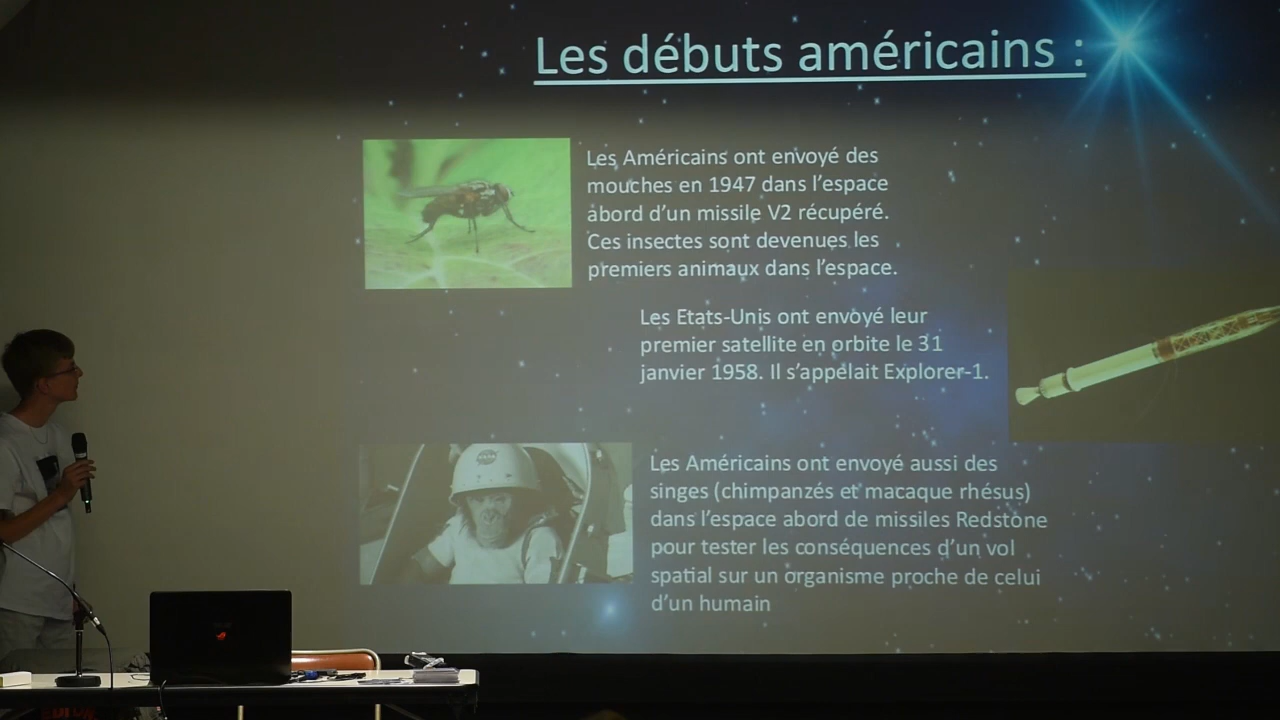 Les débuts américains :
Les Américains ont envoyé des
mouches en 1947 dans l'espace
abord d'un missile V2 récupéré.
Ces insectes sont devenues les
premiers animaux dans l'espace.
Les Etats-Unis ont envoyé leur
premier satellite en orbite le 31
janvier 1958. Il s'appelait Explorer-1.
NASA
Les Américains ont envoyé aussi des
singes (chimpanzés et macaque rhésus)
dans l'espace abord de missiles Redstone
pour tester les conséquences d'un vol
spatial sur un organisme proche de celui
d'un humain